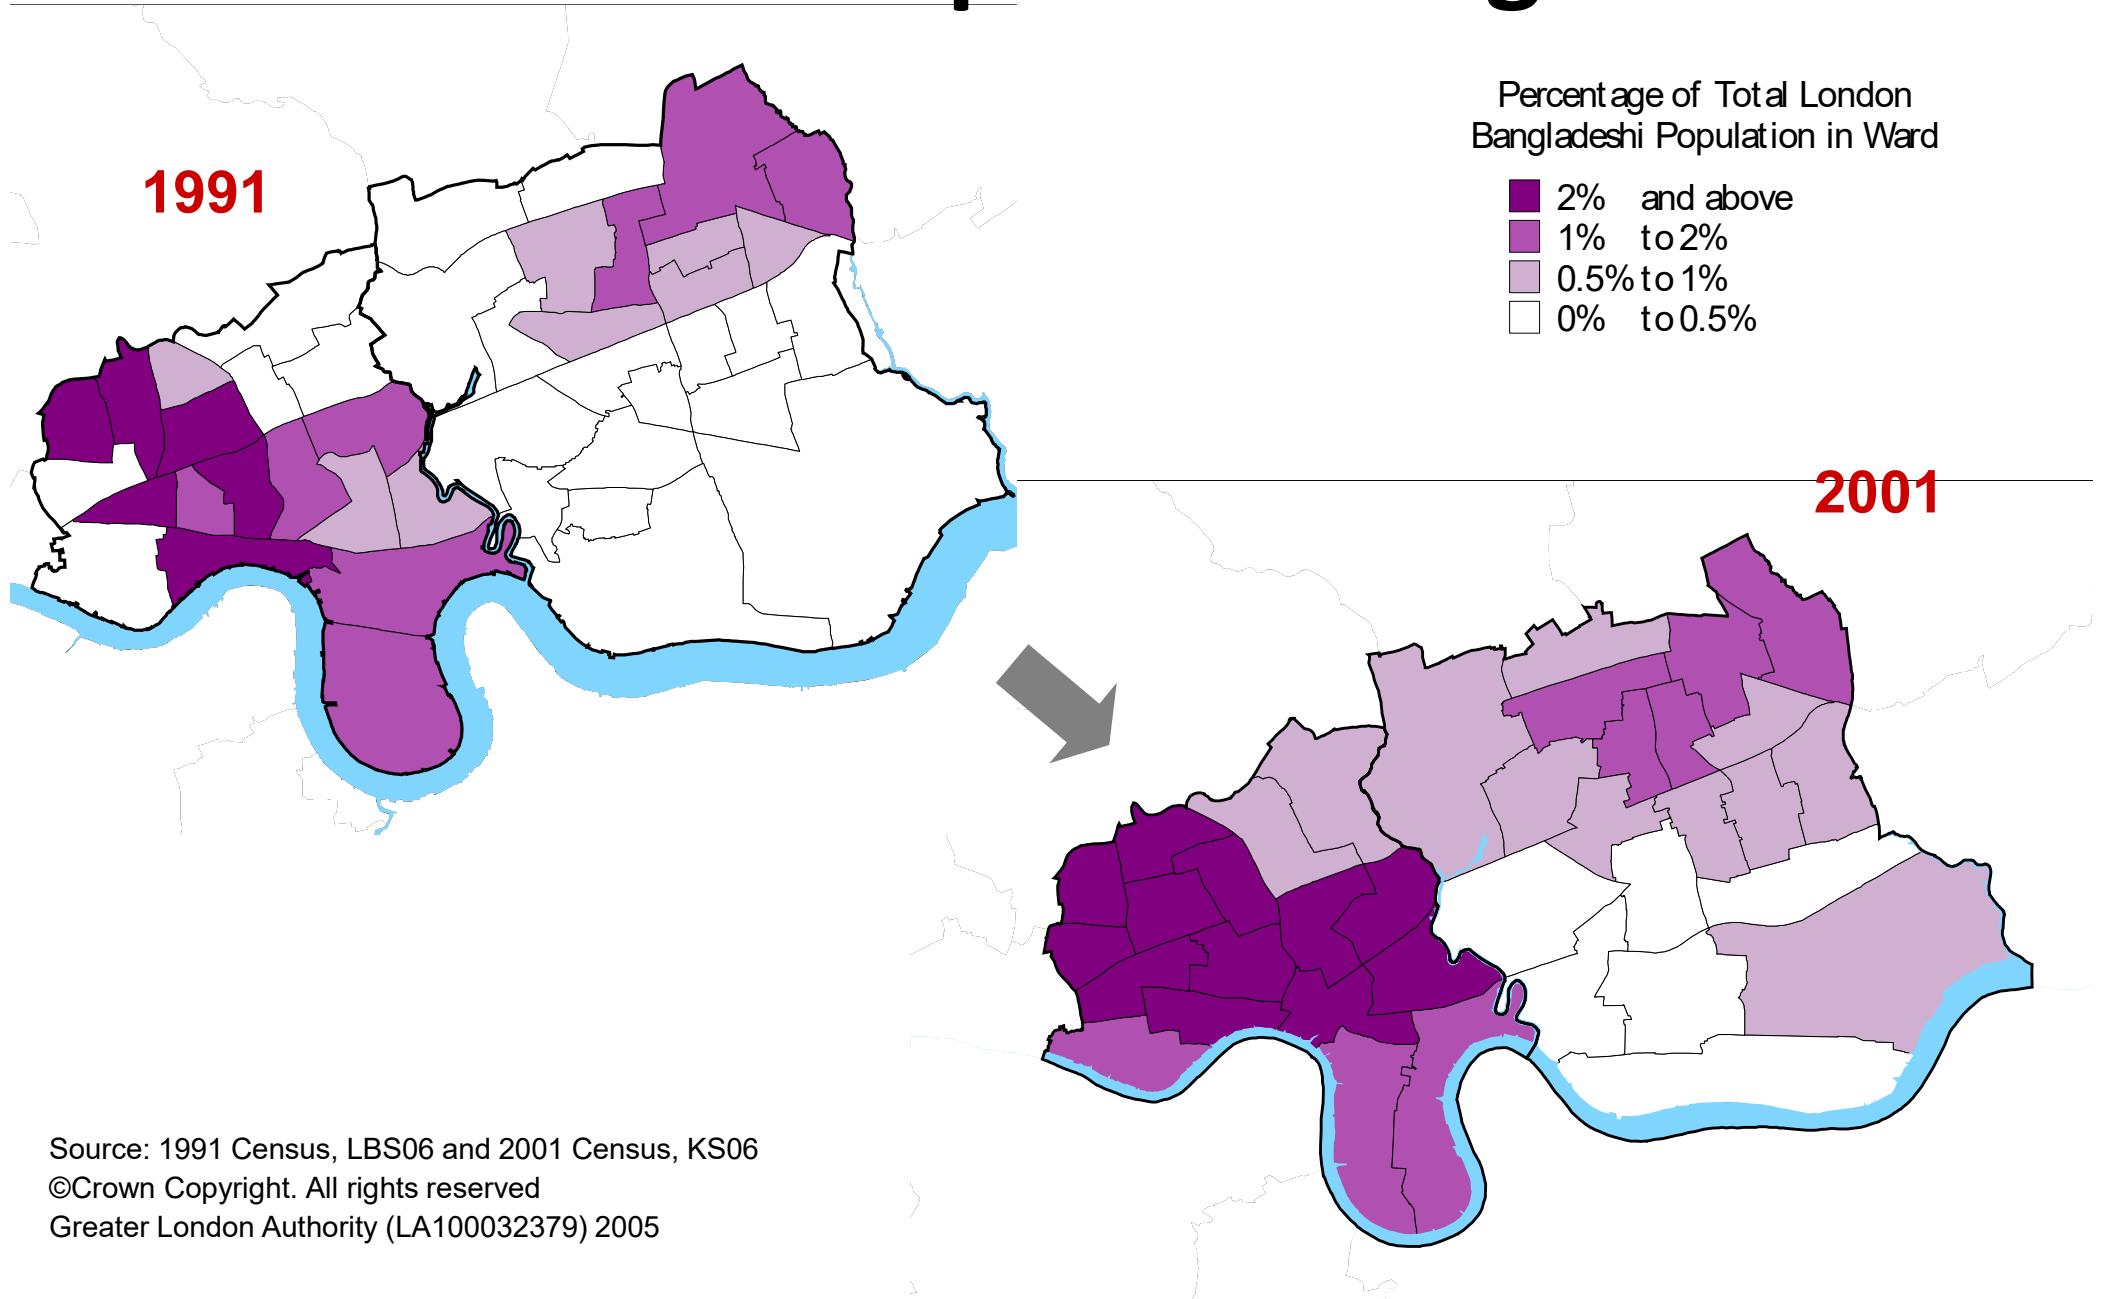 1991
Percentage of Total London
Bangladeshi Population in Ward
2% and above
1% to 2%
0.5% to 1%
0% to 0.5%
2001
Source: 1991 Census, LBS06 and 2001 Census, KS06
©Crown Copyright. All rights reserved
Greater London Authority (LA100032379) 2005